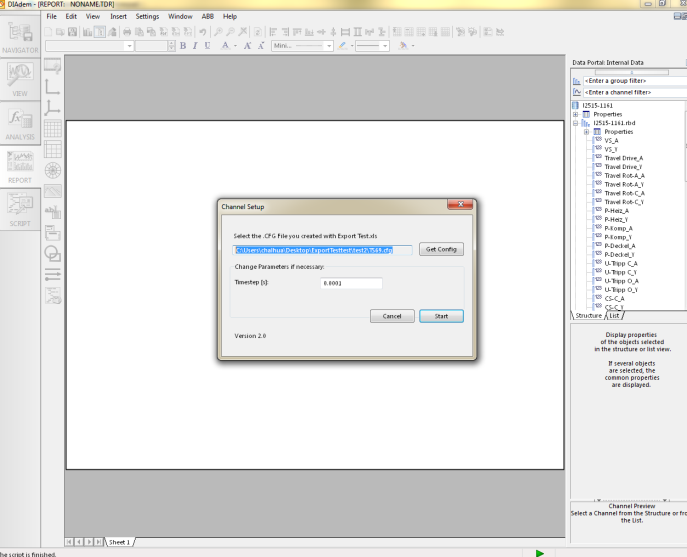 DIAdem - [REPORT: NONAME.TDR]
File Edit View Insert Settings Window ABB Help
NAVIGATOR
VIEW
ANALYSIS
REPORT
SCRIPT
B I U A A A Mini...
Data Portal: Internal Data
<Enter a group filter>
<Enter a channel filter>
I2515-1161
Properties
I2515-1161.rbd
Properties
VS_A
VS_Y
Travel Drive_A
Travel Drive_Y
Travel Rot-A_A
Travel Rot-A_Y
Travel Rot-C_A
Travel Rot-C_Y
P-Heiz_A
P-Heiz_Y
P-Komp_A
P-Komp_Y
P-Deckel_A
P-Deckel_Y
U-Tripp C_A
U-Tripp C_Y
U-Tripp O_A
U-Tripp O_Y
CS-C_A
CS-C_Y
Structure List
Display properties
of the objects selected
in the structure or list view.
If several objects
are selected, the
common properties
are displayed.
Channel Preview
Select a Channel from the Structure or fro
the List.
Channel Setup
Select the .CFG File you created with Export Test.xls
C:\Users\chaihuu\Desktop\ExportTesttest\test2\7569.cfg
Get Config
Change Parameters if necessary.
Timestep [s]:
0.0001
Cancel
Start
Version 2.0
Sheet 1
he script is finished.